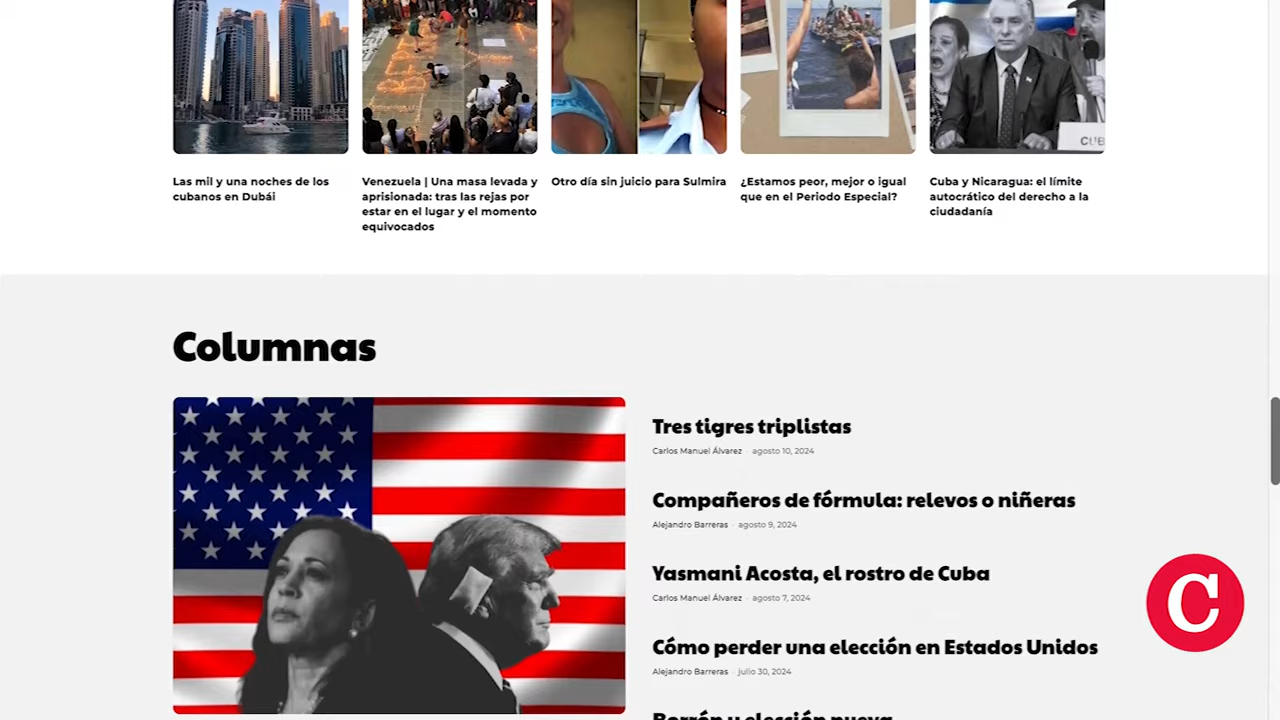 CUB
Las mil y una noches de los
cubanos en Dubái
Venezuela | Una masa levada y
aprisionada: tras las rejas por
estar en el lugar y el momento
equivocados
Otro día sin juicio para Sulmira
¿Estamos peor, mejor o igual
que en el Periodo Especial?
Cuba y Nicaragua: el límite
autocrático del derecho a la
ciudadanía
Columnas
Tres tigres triplistas
Carlos Manuel Álvarez - agosto 10, 2024
Compañeros de fórmula: relevos o niñeras
Alejandro Barreras - agosto 9, 2024
Yasmani Acosta, el rostro de Cuba
Carlos Manuel Álvarez - agosto 7, 2024
C
Cómo perder una elección en Estados Unidos
Alejandro Barreras - julio 30, 2024
Borrón y elección nueva